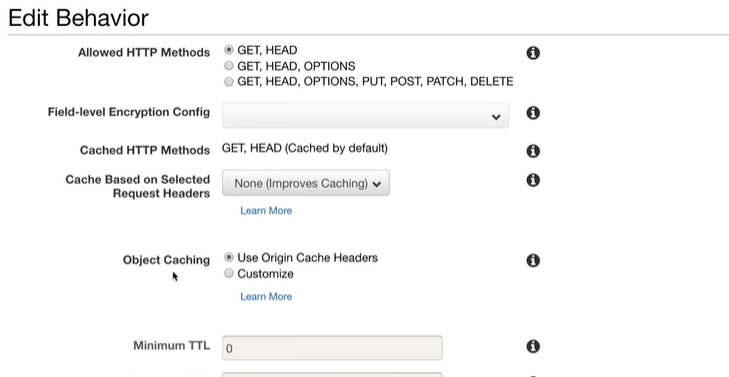 Edit Behavior
Allowed HTTP Methods
GET, HEAD
GET, HEAD, OPTIONS
GET, HEAD, OPTIONS, PUT, POST, PATCH, DELETE
Field-level Encryption Config
Cached HTTP Methods GET, HEAD (Cached by default)
Cache Based on Selected
Request Headers
None (Improves Caching)
Learn More
Object Caching
Use Origin Cache Headers
Customize
Learn More
Minimum TTL 0